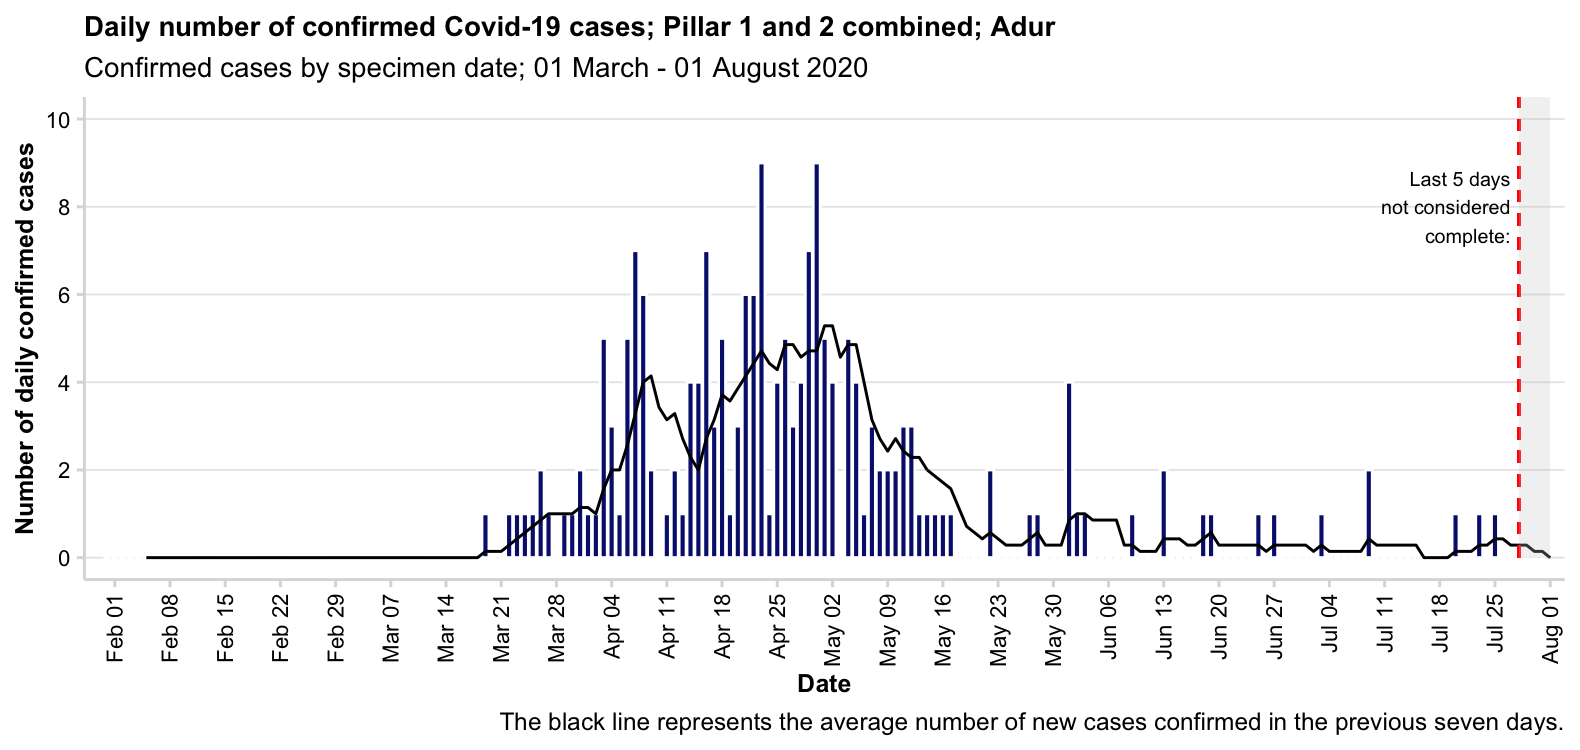 Daily number of confirmed Covid-19 cases; Pillar 1 and 2 combined; Adur
Confirmed cases by specimen date; 01 March - 01 August 2020
Number of daily confirmed cases
10
8
6
4
2
0
Last 5 days
not considered
complete:
Feb 01
Feb 08
Feb 15
Feb 22
Feb 29
Mar 07
Mar 14
Mar 21
Mar 28
Apr 04
Apr 11
Apr 18
Apr 25
May 02
May 09
May 16
May 23
May 30
Jun 06
Jun 13
Jun 20
Jun 27
Jul 04
Jul 11
Jul 18
Jul 25
Aug 01
Date
The black line represents the average number of new cases confirmed in the previous seven days.